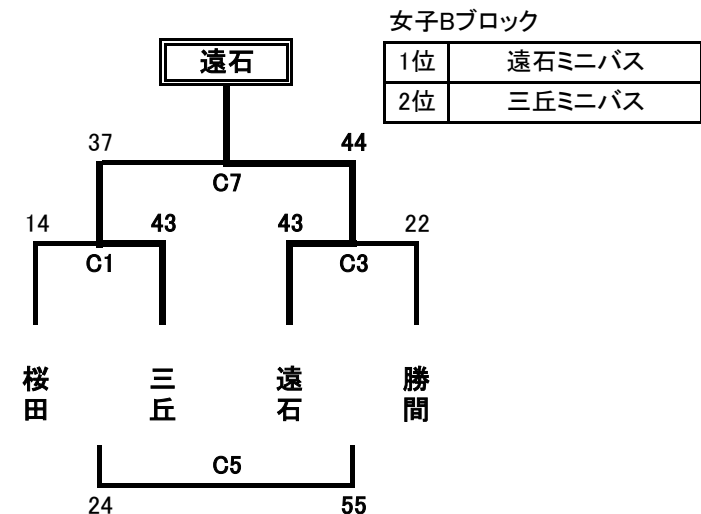 女子Bブロック
1位 遠石ミニバス
2位 三丘ミニバス
遠石
37 44
C7
14 43 43 22
C1 C3
桜田 三丘 遠石 勝間
C5
24 55